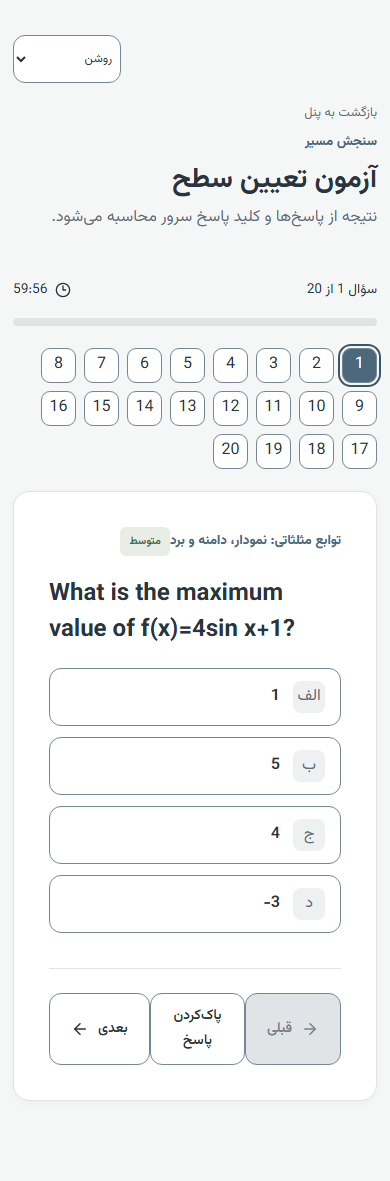 روشن
بازگشت به پنل
سنجش مسیر
آزمون تعیین سطح
نتیجه از پاسخ‌ها و کلید پاسخ سرور محاسبه می‌شود.
سؤال 1 از 20
59:56
1 2 3 4 5 6 7 8
9 10 11 12 13 14 15 16
17 18 19 20
توابع مثلثاتی: نمودار، دامنه و برد متوسط
What is the maximum
value of f(x)=4sin x+1?
الف 1
ب 5
ج 4
د -3
قبلی
پاک‌کردن
پاسخ
بعدی